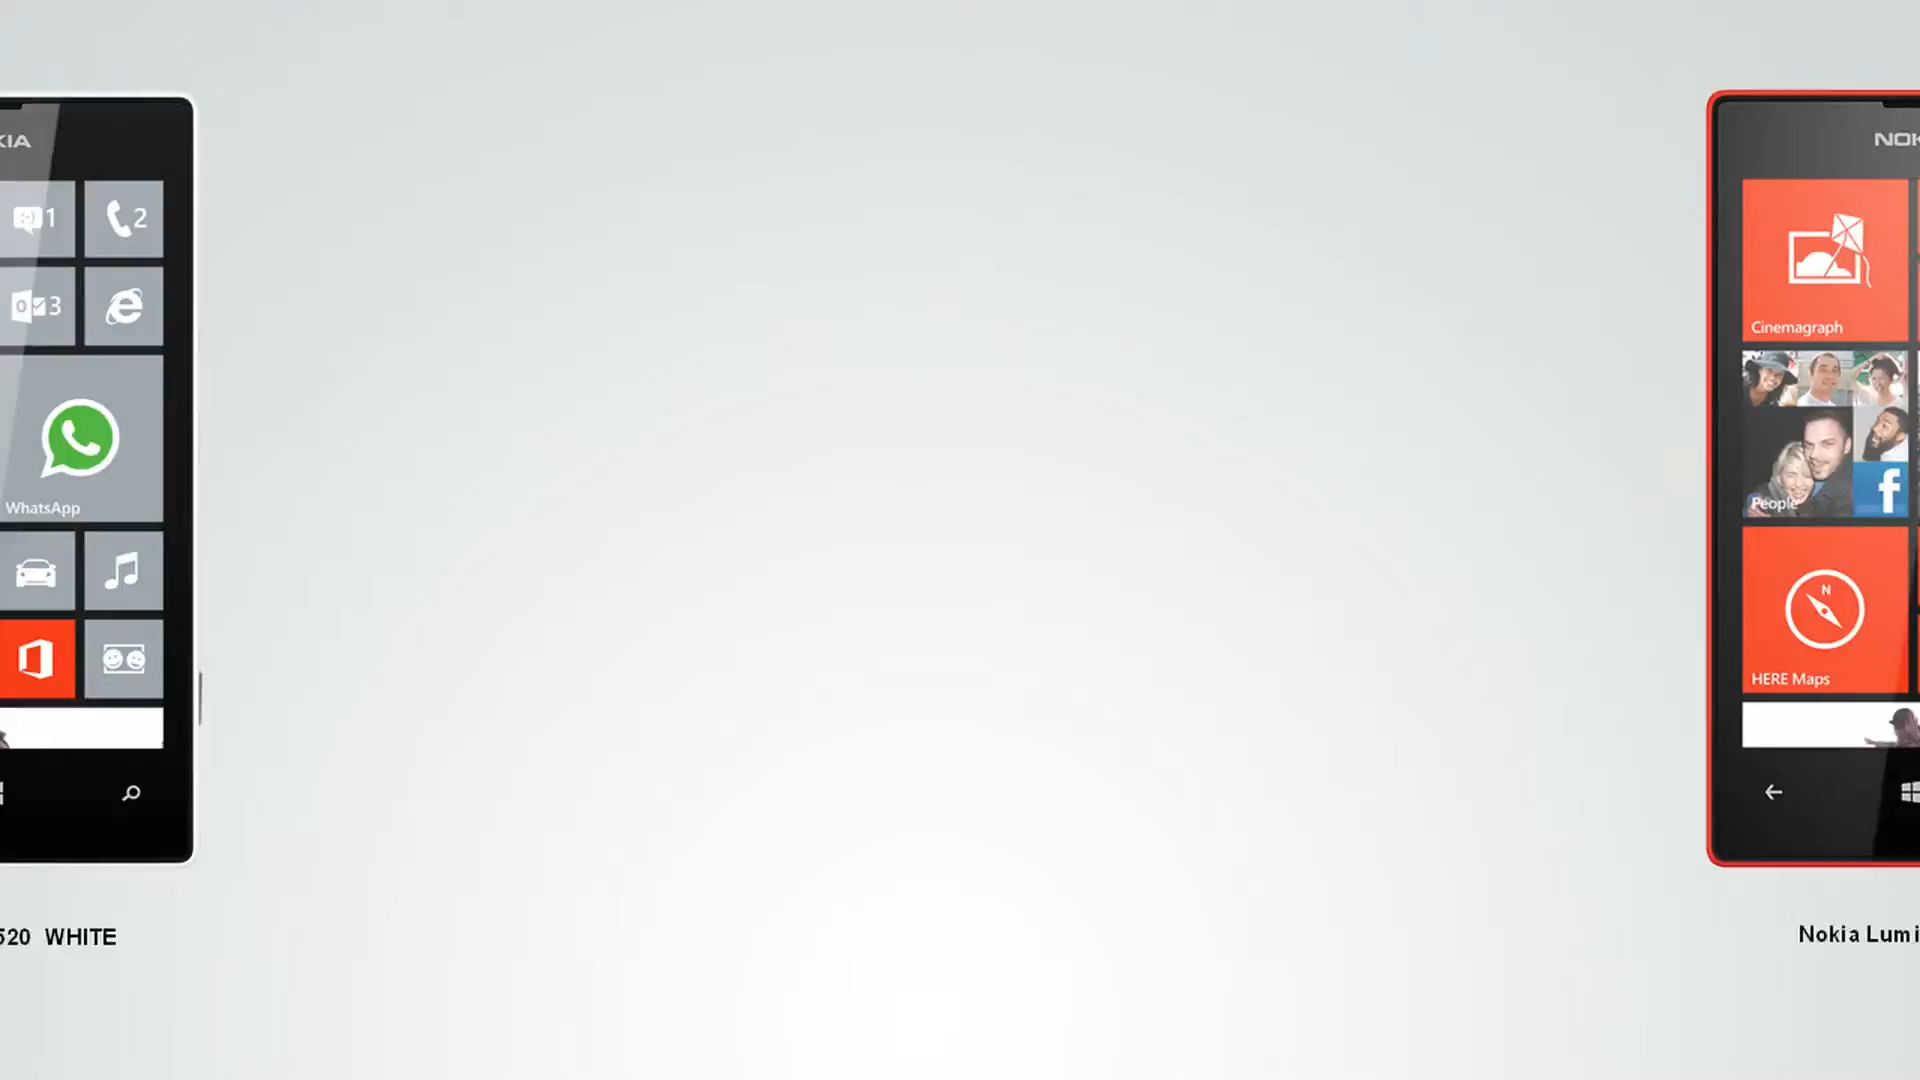 KIA
1
2
3
WhatsApp
520 WHITE
NOK
Cinemagraph
People
f
N
HERE Maps
Nokia Lumi